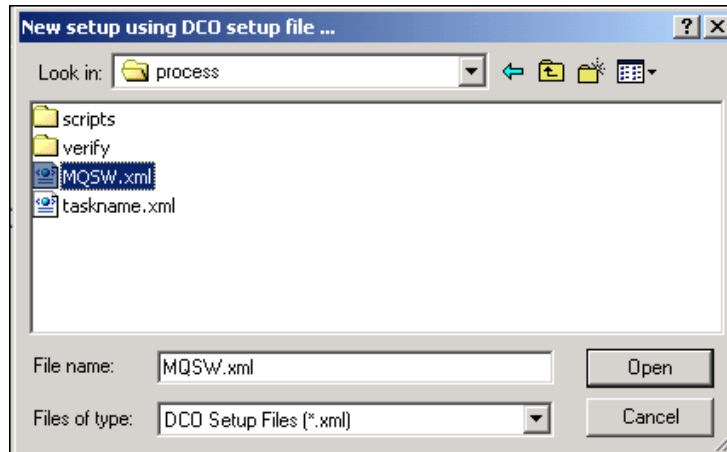 New setup using DCO setup file ...
Look in: process
scripts
verify
MQSW.xml
taskname.xml
File name: MQSW.xml Open
Files of type: DCO Setup Files (*.xml) Cancel